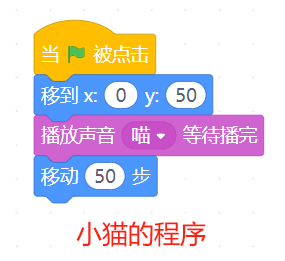 当 被点击
移到 x: 0 y: 50
播放声音 喵 等待播完
移动 50 步
小猫的程序